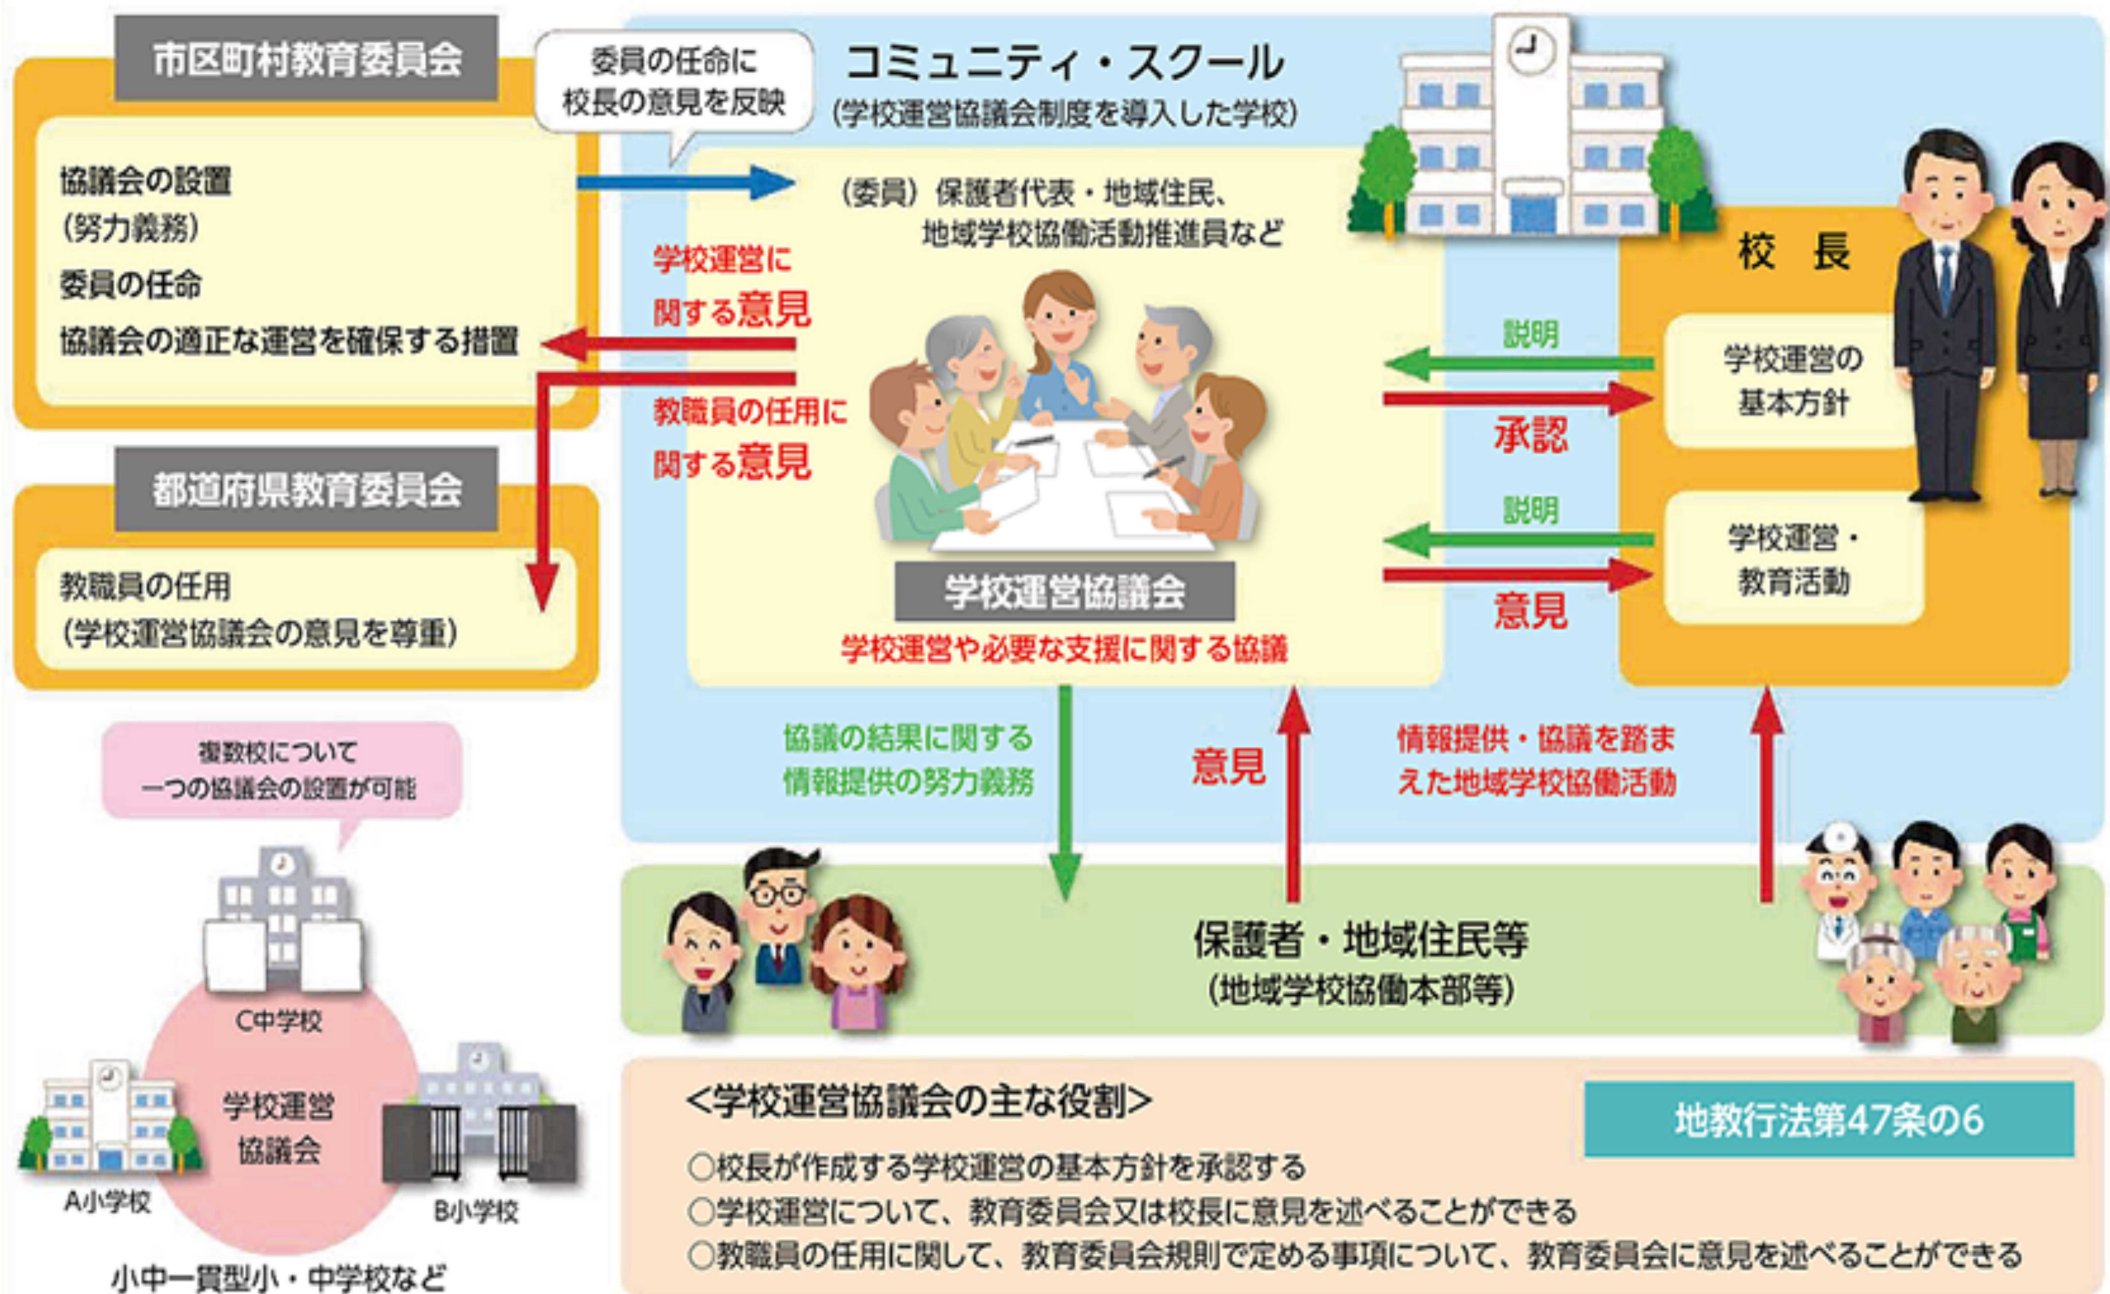 市区町村教育委員会
協議会の設置
(努力義務)
委員の任命
協議会の適正な運営を確保する措置
都道府県教育委員会
教職員の任用
(学校運営協議会の意見を尊重)
委員の任命に
校長の意見を反映
コミュニティ・スクール
(学校運営協議会制度を導入した学校)
(委員) 保護者代表・地域住民、
地域学校協働活動推進員など
学校運営に
関する意見
教職員の任用に
関する意見
学校運営協議会
学校運営や必要な支援に関する協議
校 長
説明
学校運営の
基本方針
承認
説明
学校運営・
教育活動
意見
協議の結果に関する
情報提供の努力義務
意見
情報提供・協議を踏ま
えた地域学校協働活動
保護者・地域住民等
(地域学校協働本部等)
複数校について
一つの協議会の設置が可能
C中学校
学校運営
協議会
A小学校
B小学校
小中一貫型小・中学校など
<学校運営協議会の主な役割>
地教行法第47条の6
○校長が作成する学校運営の基本方針を承認する
○学校運営について、教育委員会又は校長に意見を述べることができる
○教職員の任用に関して、教育委員会規則で定める事項について、教育委員会に意見を述べることができる